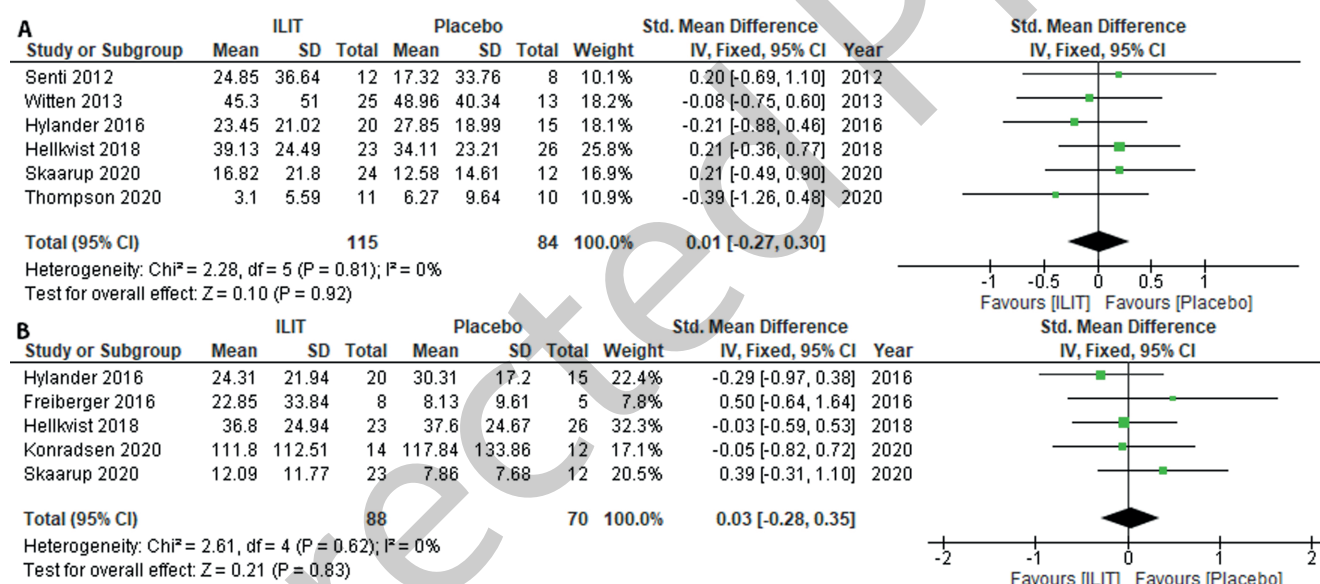 A
ILIT Placebo Std. Mean Difference Std. Mean Difference
Study or Subgroup Mean SD Total Mean SD Total Weight IV, Fixed, 95% CI Year IV, Fixed, 95% CI
Senti 2012 24.85 36.64 12 17.32 33.76 8 10.1% 0.20 [-0.69, 1.10] 2012
Witten 2013 45.3 51 25 48.96 40.34 13 18.2% -0.08 [-0.75, 0.60] 2013
Hylander 2016 23.45 21.02 20 27.85 18.99 15 18.1% -0.21 [-0.88, 0.46] 2016
Hellkvist 2018 39.13 24.49 23 34.11 23.21 26 25.8% 0.21 [-0.36, 0.77] 2018
Skaarup 2020 16.82 21.8 24 12.58 14.61 12 16.9% 0.21 [-0.49, 0.90] 2020
Thompson 2020 3.1 5.59 11 6.27 9.64 10 10.9% -0.39 [-1.26, 0.48] 2020
Total (95% CI) 115 84 100.0% 0.01 [-0.27, 0.30]
Heterogeneity: Chi² = 2.28, df = 5 (P = 0.81); I² = 0%
Test for overall effect: Z = 0.10 (P = 0.92)
-1 -0.5 0 0.5 1
Favours [ILIT] Favours [Placebo]
B
ILIT Placebo Std. Mean Difference Std. Mean Difference
Study or Subgroup Mean SD Total Mean SD Total Weight IV, Fixed, 95% CI Year IV, Fixed, 95% CI
Hylander 2016 24.31 21.94 20 30.31 17.2 15 22.4% -0.29 [-0.97, 0.38] 2016
Freiberger 2016 22.85 33.84 8 8.13 9.61 5 7.8% 0.50 [-0.64, 1.64] 2016
Hellkvist 2018 36.8 24.94 23 37.6 24.67 26 32.3% -0.03 [-0.59, 0.53] 2018
Konradsen 2020 111.8 112.51 14 117.84 133.86 12 17.1% -0.05 [-0.82, 0.72] 2020
Skaarup 2020 12.09 11.77 23 7.86 7.68 12 20.5% 0.39 [-0.31, 1.10] 2020
Total (95% CI) 88 70 100.0% 0.03 [-0.28, 0.35]
Heterogeneity: Chi² = 2.61, df = 4 (P = 0.62); I² = 0%
Test for overall effect: Z = 0.21 (P = 0.83)
-2 -1 0 1 2
Favours [ILIT] Favours [Placebo]
rected P